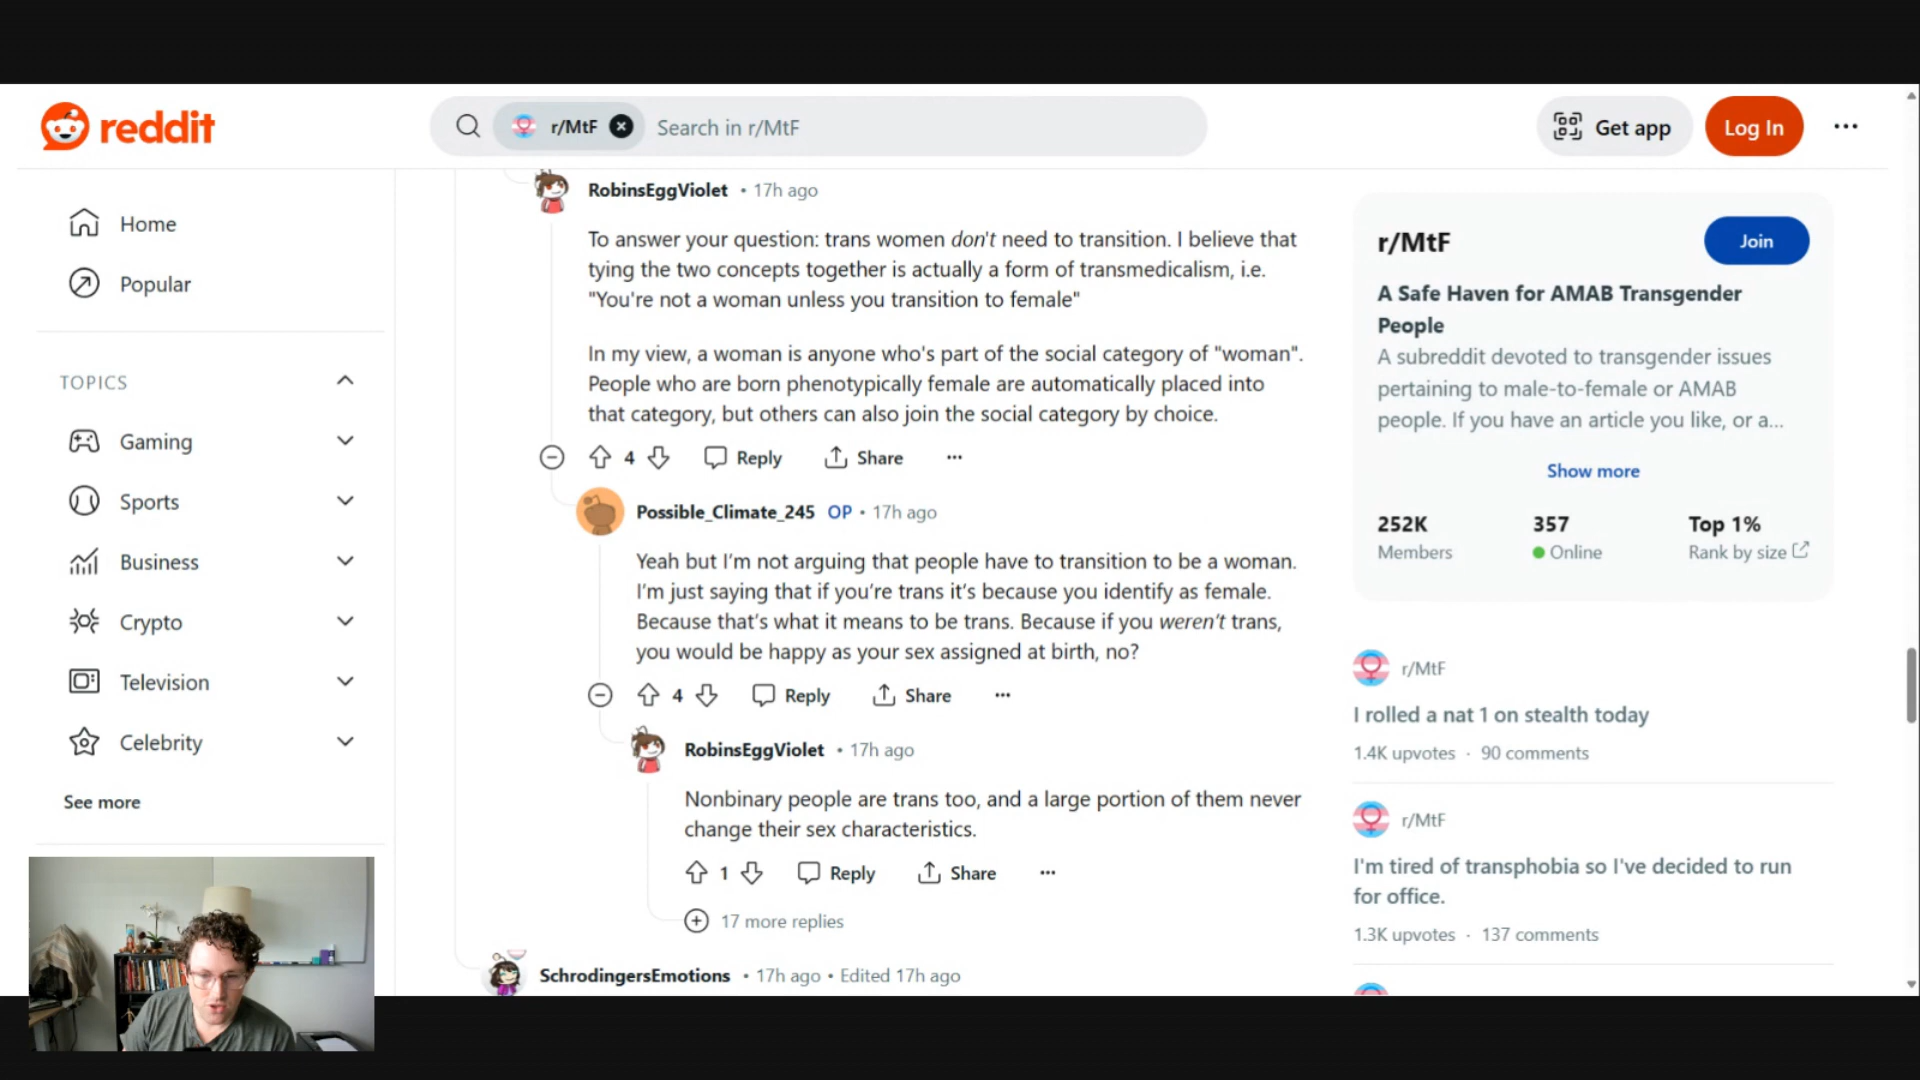 reddit
r/MtF
Search in r/MtF
Get app
Log In
Home
Popular
TOPICS
Gaming
Sports
Business
Crypto
Television
Celebrity
See more
RobinsEggViolet • 17h ago
To answer your question: trans women don't need to transition. I believe that
tying the two concepts together is actually a form of transmedicalism, i.e.
"You're not a woman unless you transition to female"
In my view, a woman is anyone who's part of the social category of "woman".
People who are born phenotypically female are automatically placed into
that category, but others can also join the social category by choice.
4 Reply Share
Possible_Climate_245 OP • 17h ago
Yeah but I’m not arguing that people have to transition to be a woman.
I’m just saying that if you’re trans it’s because you identify as female.
Because that’s what it means to be trans. Because if you weren’t trans,
you would be happy as your sex assigned at birth, no?
4 Reply Share
RobinsEggViolet • 17h ago
Nonbinary people are trans too, and a large portion of them never
change their sex characteristics.
1 Reply Share
17 more replies
SchrodingersEmotions • 17h ago • Edited 17h ago
r/MtF
Join
A Safe Haven for AMAB Transgender
People
A subreddit devoted to transgender issues
pertaining to male-to-female or AMAB
people. If you have an article you like, or a...
Show more
252K 357 Top 1%
Members Online Rank by size
r/MtF
I rolled a nat 1 on stealth today
1.4K upvotes · 90 comments
r/MtF
I'm tired of transphobia so I've decided to run
for office.
1.3K upvotes · 137 comments